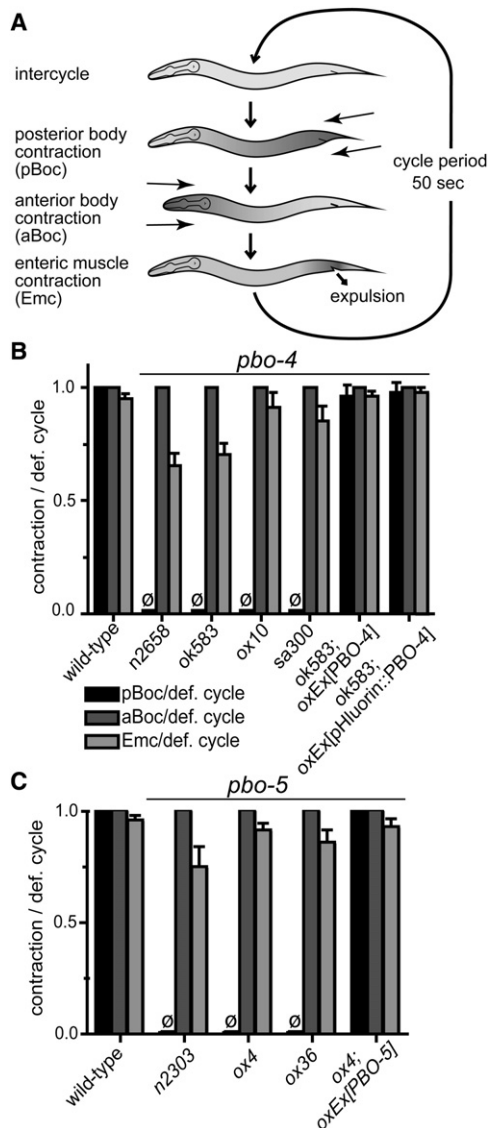 A
intercycle
posterior body
contraction
(pBoc)
anterior body
contraction
(aBoc)
enteric muscle
contraction
(Emc)
cycle period
50 sec
expulsion
B
pbo-4
contraction / def. cycle
1.0
0.5
0.0
Ø Ø Ø Ø
wild-type
n2658
ok583
ox10
sa300
ok583;
oxEx[PBO-4]
ok583;
oxEx[pHluorin::PBO-4]
pBoc/def. cycle
aBoc/def. cycle
Emc/def. cycle
C
pbo-5
contraction / def. cycle
1.0
0.5
0.0
Ø Ø Ø
wild-type
n2303
ox4
ox36
ox4;
oxEx[PBO-5]